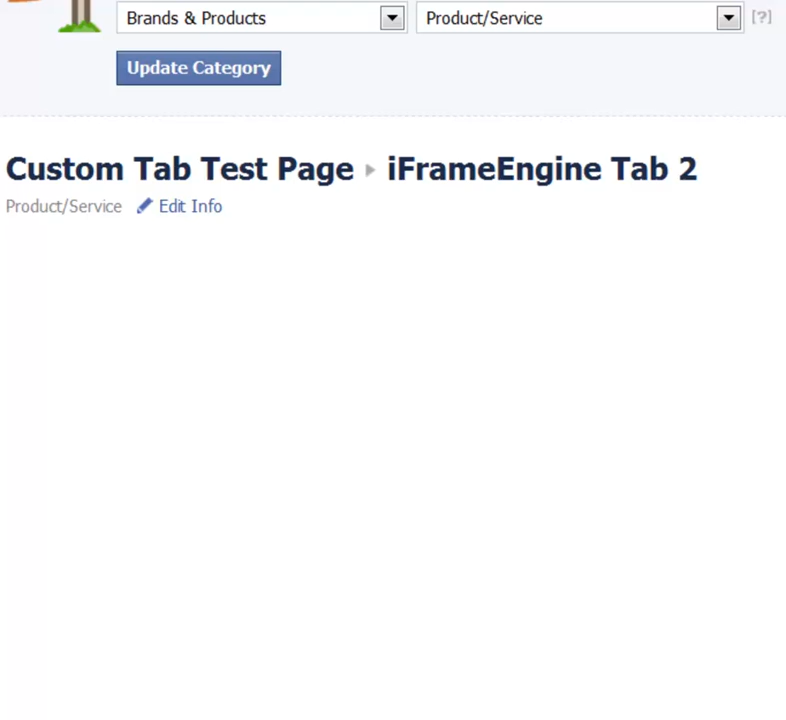 Brands & Products Product/Service [?]
Update Category
Custom Tab Test Page ▸ iFrameEngine Tab 2
Product/Service Edit Info